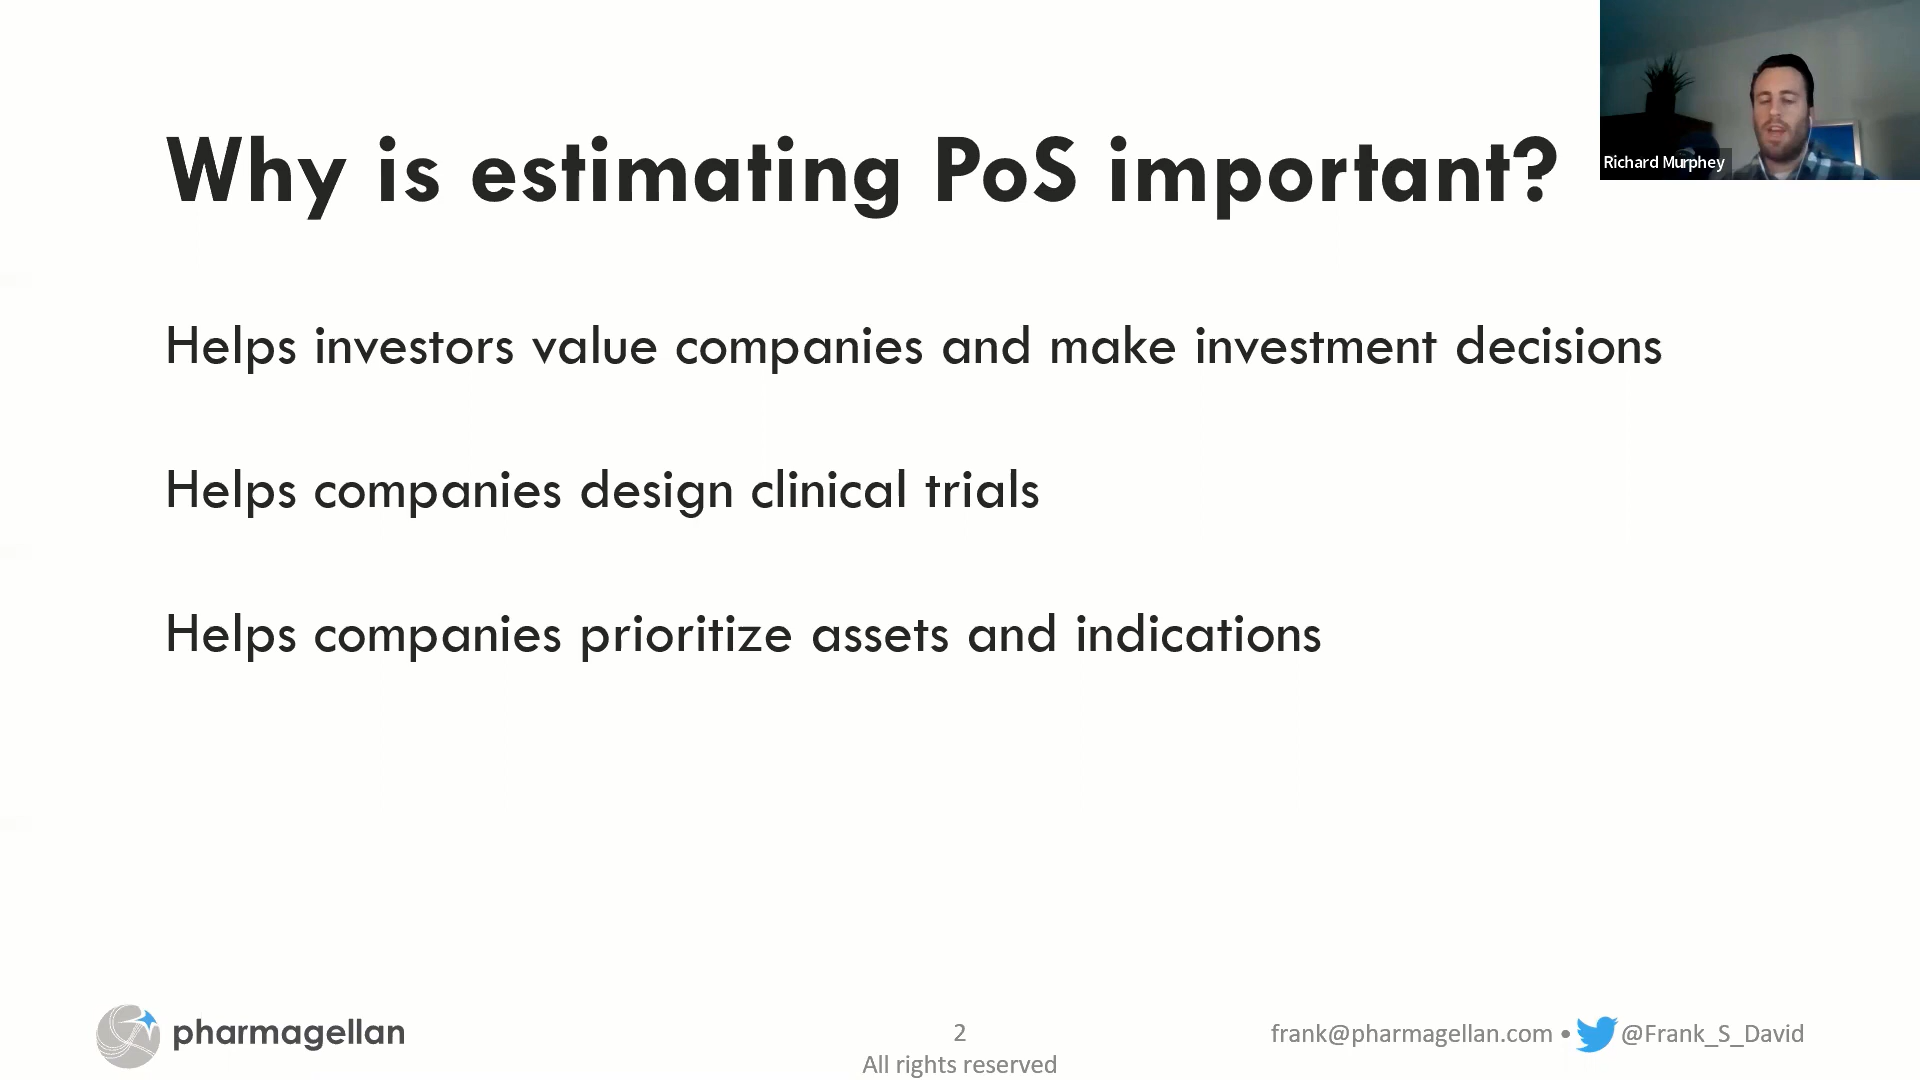 Why is estimating PoS important?
Richard Murphey
Helps investors value companies and make investment decisions
Helps companies design clinical trials
Helps companies prioritize assets and indications
pharmagellan
2
All rights reserved
frank@pharmagellan.com • @Frank_S_David